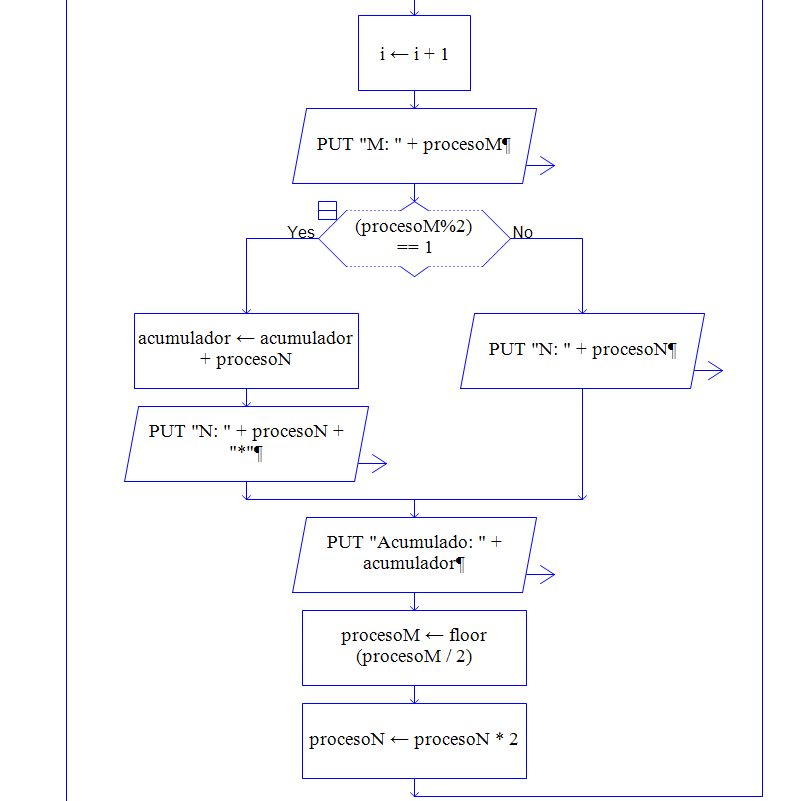 i ← i + 1
PUT "M: " + procesoM¶
Yes
(procesoM%2)
== 1
No
acumulador ← acumulador
+ procesoN
PUT "N: " + procesoN¶
PUT "N: " + procesoN +
"*"¶
PUT "Acumulado: " +
acumulador¶
procesoM ← floor
(procesoM / 2)
procesoN ← procesoN * 2